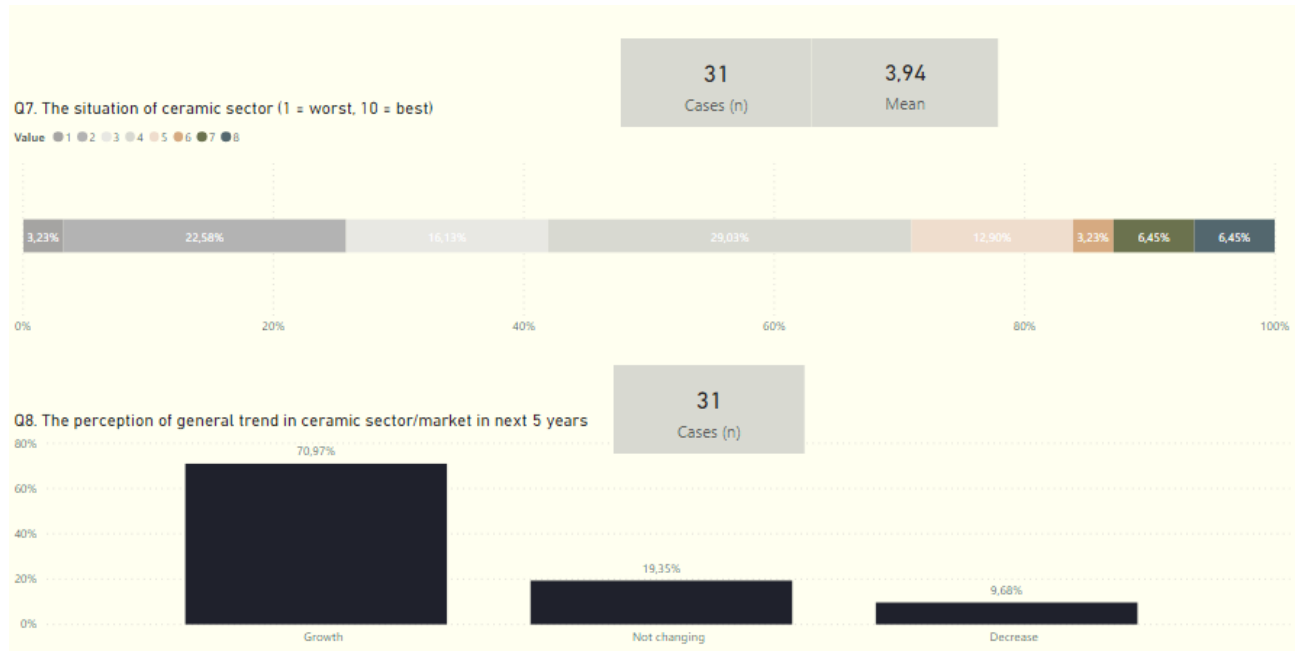 31
Cases (n)
3,94
Mean
Q7. The situation of ceramic sector (1 = worst, 10 = best)
Value 1 2 3 4 5 6 7 8
3,23% 22,58% 16,13% 29,03% 12,90% 3,23% 6,45% 6,45%
0% 20% 40% 60% 80% 100%
31
Cases (n)
Q8. The perception of general trend in ceramic sector/market in next 5 years
80%
70,97%
60%
40%
20%
19,35%
9,68%
0%
Growth Not changing Decrease